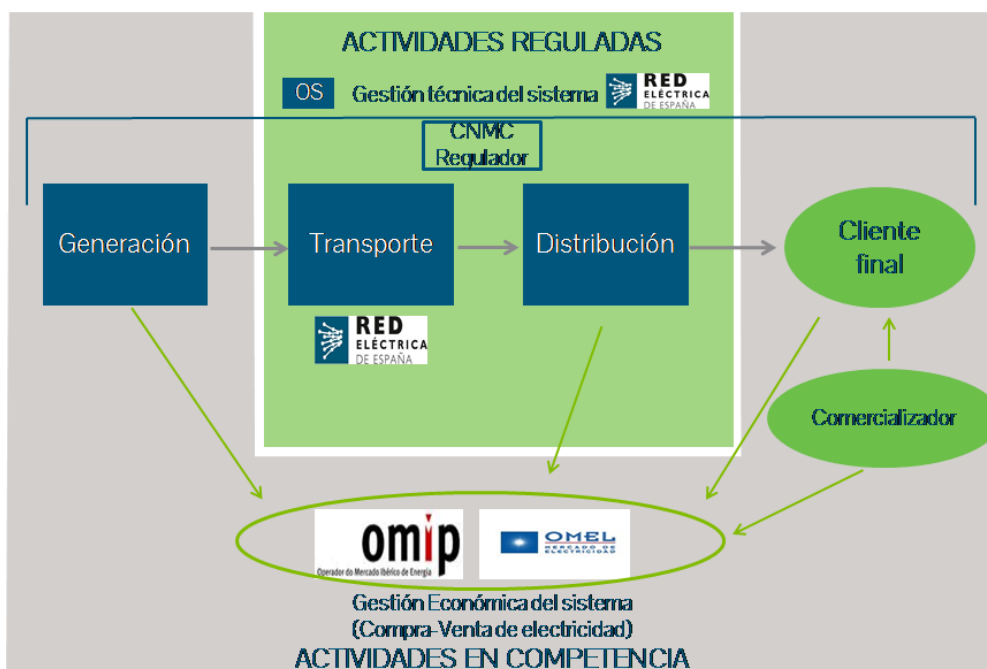 ACTIVIDADES REGULADAS
OS
Gestión técnica del sistema
RED
ELÉCTRICA
DE ESPAÑA
CNMC
Regulador
Generación
Transporte
Distribución
Cliente
final
RED
ELÉCTRICA
DE ESPAÑA
Comercializador
omip
Operador do Mercado Ibérico de Energia
OMEL
MERCADO DE
ELECTRICIDAD
Gestión Económica del sistema
(Compra-Venta de electricidad)
ACTIVIDADES EN COMPETENCIA